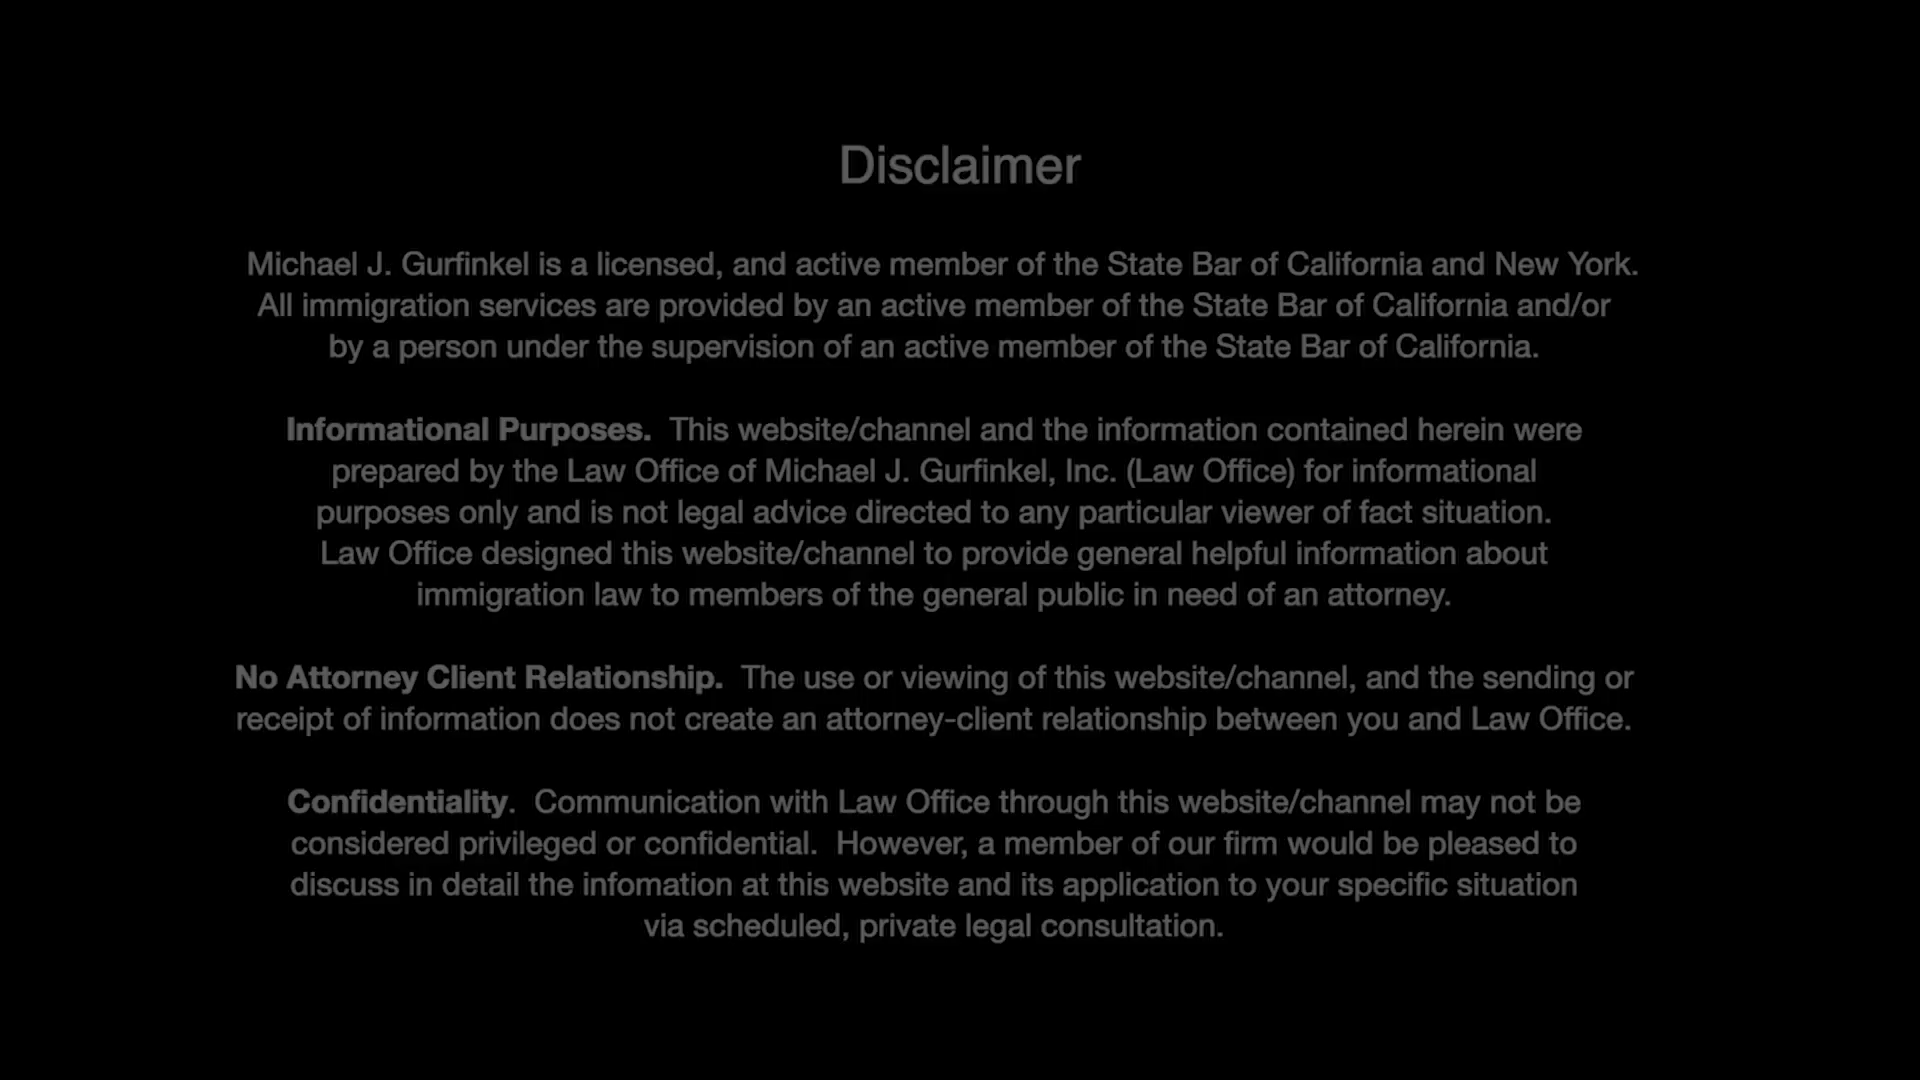 Disclaimer
Michael J. Gurfinkel is a licensed, and active member of the State Bar of California and New York.
All immigration services are provided by an active member of the State Bar of California and/or
by a person under the supervision of an active member of the State Bar of California.
Informational Purposes.  This website/channel and the information contained herein were
prepared by the Law Office of Michael J. Gurfinkel, Inc. (Law Office) for informational
purposes only and is not legal advice directed to any particular viewer of fact situation.
Law Office designed this website/channel to provide general helpful information about
immigration law to members of the general public in need of an attorney.
No Attorney Client Relationship.  The use or viewing of this website/channel, and the sending or
receipt of information does not create an attorney-client relationship between you and Law Office.
Confidentiality.  Communication with Law Office through this website/channel may not be
considered privileged or confidential.  However, a member of our firm would be pleased to
discuss in detail the infomation at this website and its application to your specific situation
via scheduled, private legal consultation.